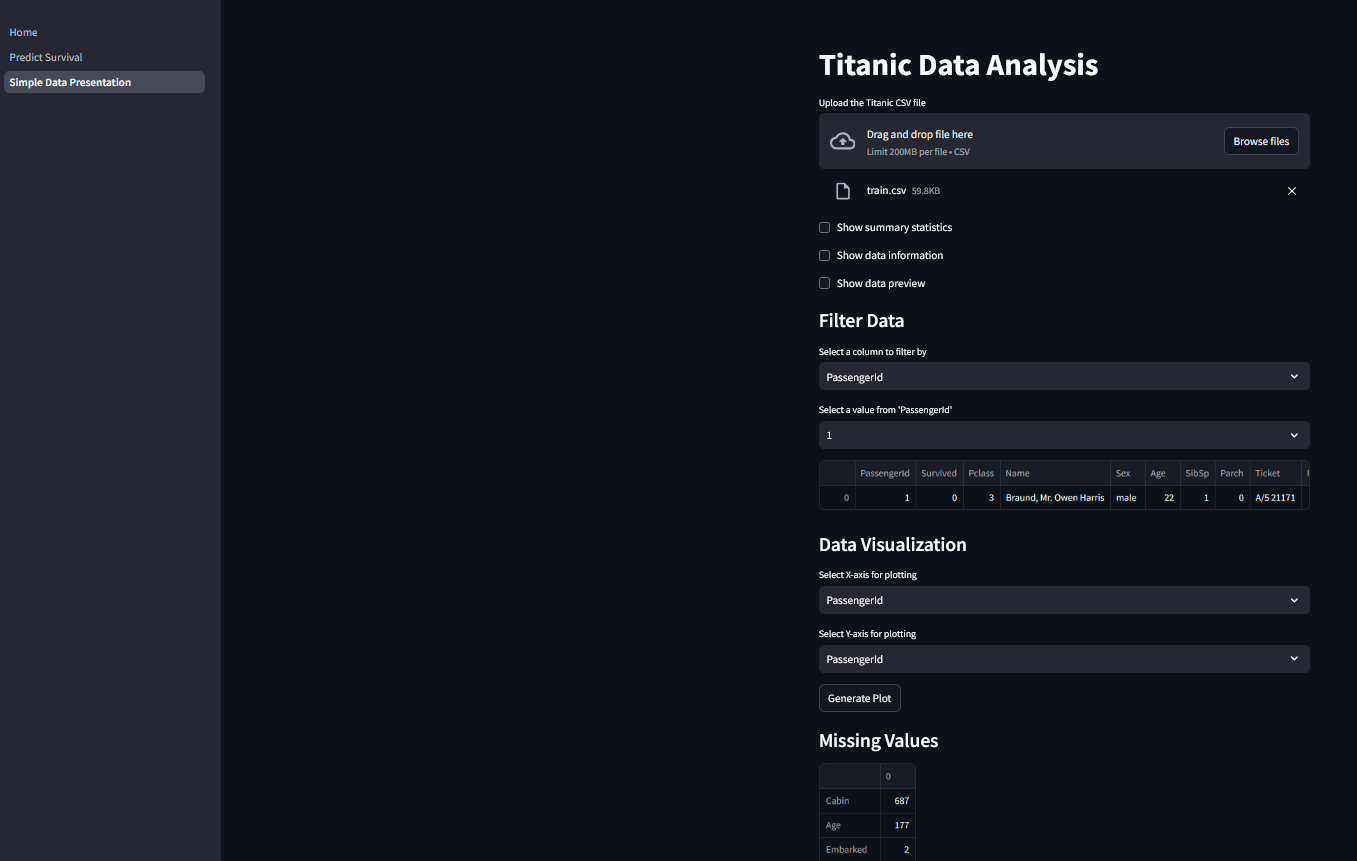 Home
Predict Survival
Simple Data Presentation
Titanic Data Analysis
Upload the Titanic CSV file
Drag and drop file here
Limit 200MB per file • CSV
Browse files
train.csv 59.8KB
Show summary statistics
Show data information
Show data preview
Filter Data
Select a column to filter by
PassengerId
Select a value from 'PassengerId'
1
PassengerId Survived Pclass Name Sex Age SibSp Parch Ticket
0 1 0 3 Braund, Mr. Owen Harris male 22 1 0 A/5 21171
Data Visualization
Select X-axis for plotting
PassengerId
Select Y-axis for plotting
PassengerId
Generate Plot
Missing Values
0
Cabin 687
Age 177
Embarked 2